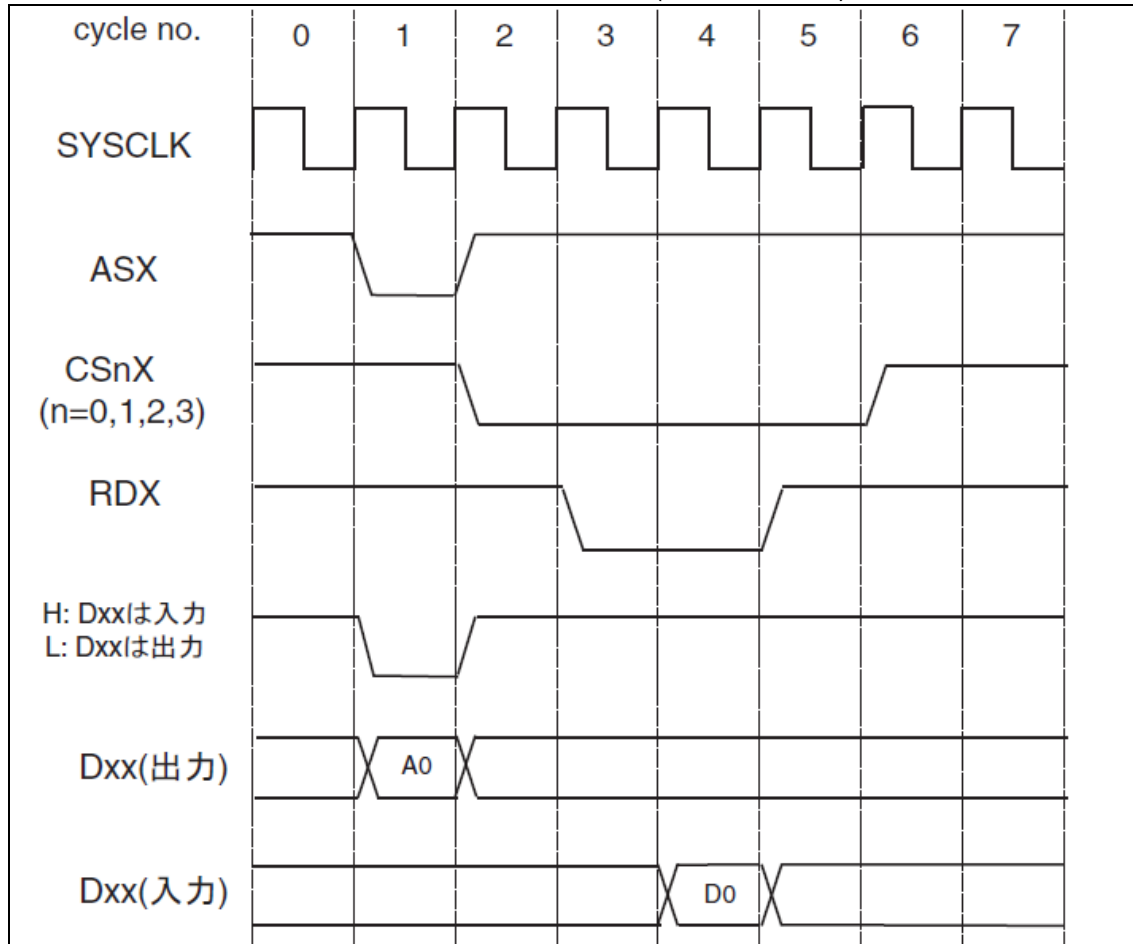 cycle no. 0 1 2 3 4 5 6 7
SYSCLK
ASX
CSnX
(n=0,1,2,3)
RDX
H: Dxxは入力
L: Dxxは出力
Dxx(出力) A0
Dxx(入力) D0